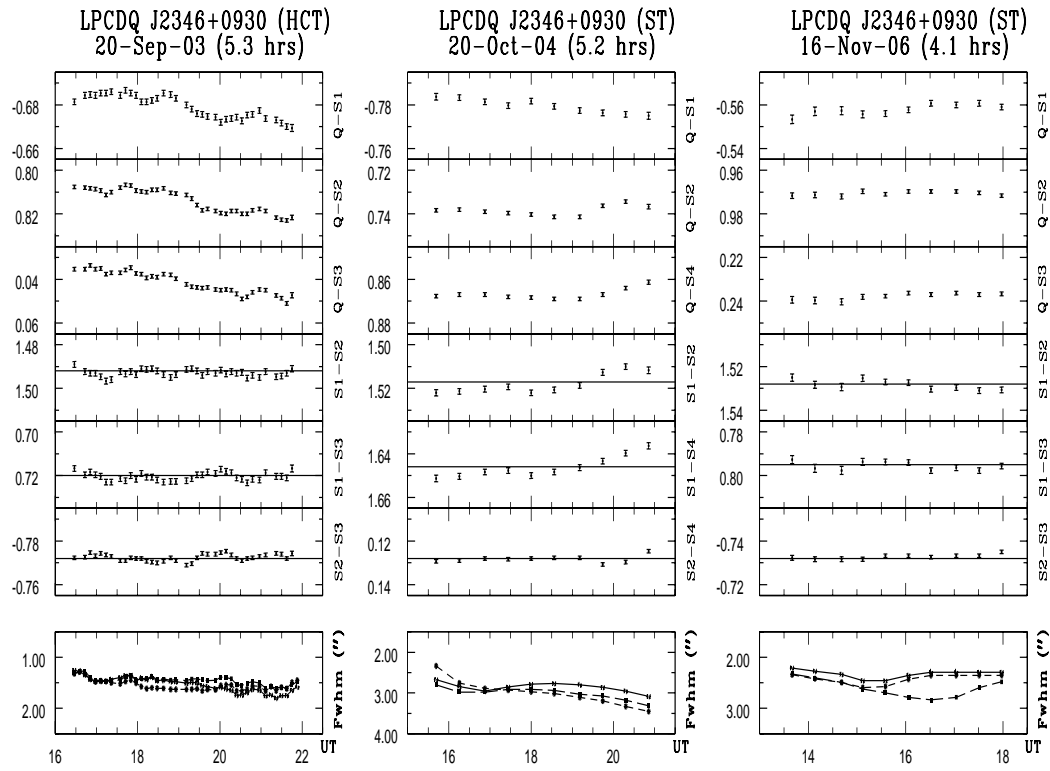 LPCDQ J2346+0930 (HCT)
20-Sep-03 (5.3 hrs)
-0.68
-0.66
Q-S1
0.80
0.82
Q-S2
0.04
0.06
Q-S3
1.48
1.50
S1-S2
0.70
0.72
S1-S3
-0.78
-0.76
S2-S3
1.00
2.00
Fwhm (")
16 18 20 22 UT
LPCDQ J2346+0930 (ST)
20-Oct-04 (5.2 hrs)
-0.78
-0.76
Q-S1
0.72
0.74
Q-S2
0.86
0.88
Q-S4
1.50
1.52
S1-S2
1.64
1.66
S1-S4
0.12
0.14
S2-S4
2.00
3.00
4.00
Fwhm (")
16 18 20 UT
LPCDQ J2346+0930 (ST)
16-Nov-06 (4.1 hrs)
-0.56
-0.54
Q-S1
0.96
0.98
Q-S2
0.22
0.24
Q-S3
1.52
1.54
S1-S2
0.78
0.80
S1-S3
-0.74
-0.72
S2-S3
2.00
3.00
Fwhm (")
14 16 18 UT